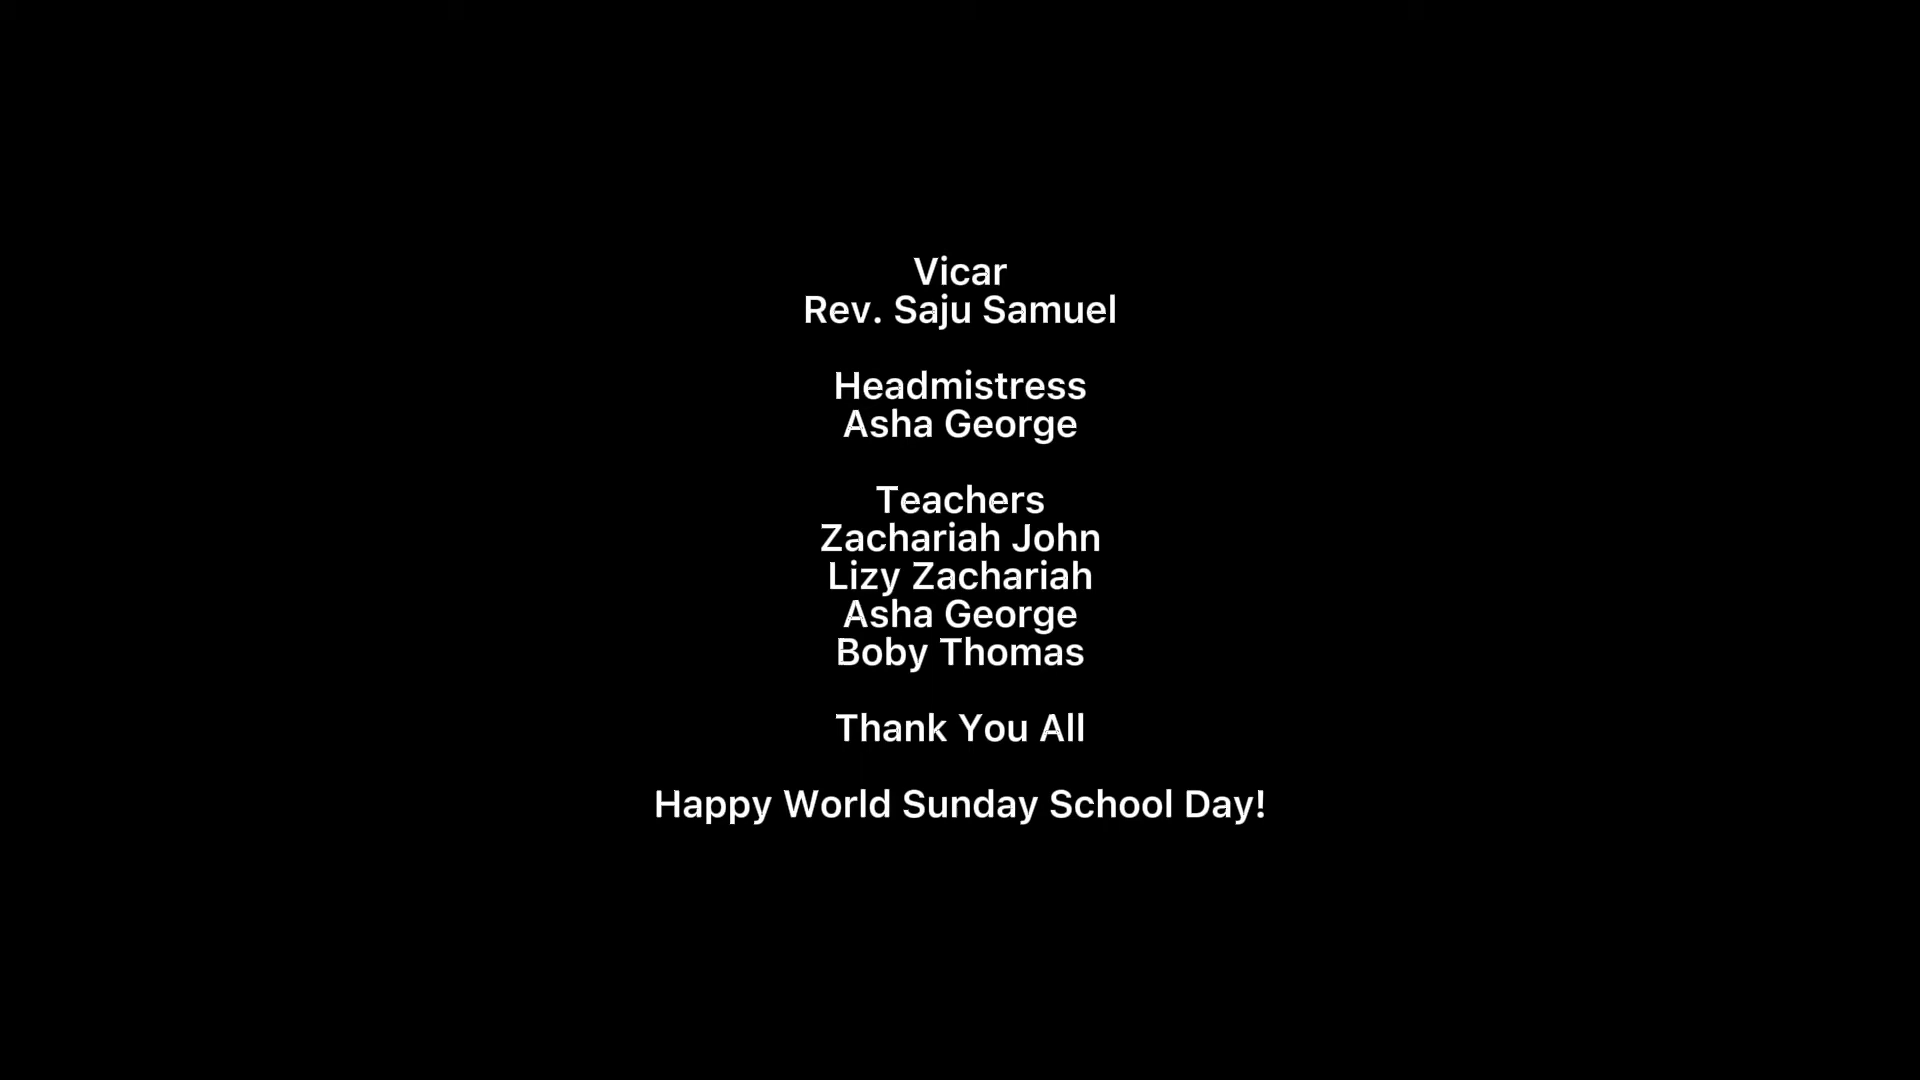 Vicar
Rev. Saju Samuel
Headmistress
Asha George
Teachers
Zachariah John
Lizy Zachariah
Asha George
Boby Thomas
Thank You All
Happy World Sunday School Day!